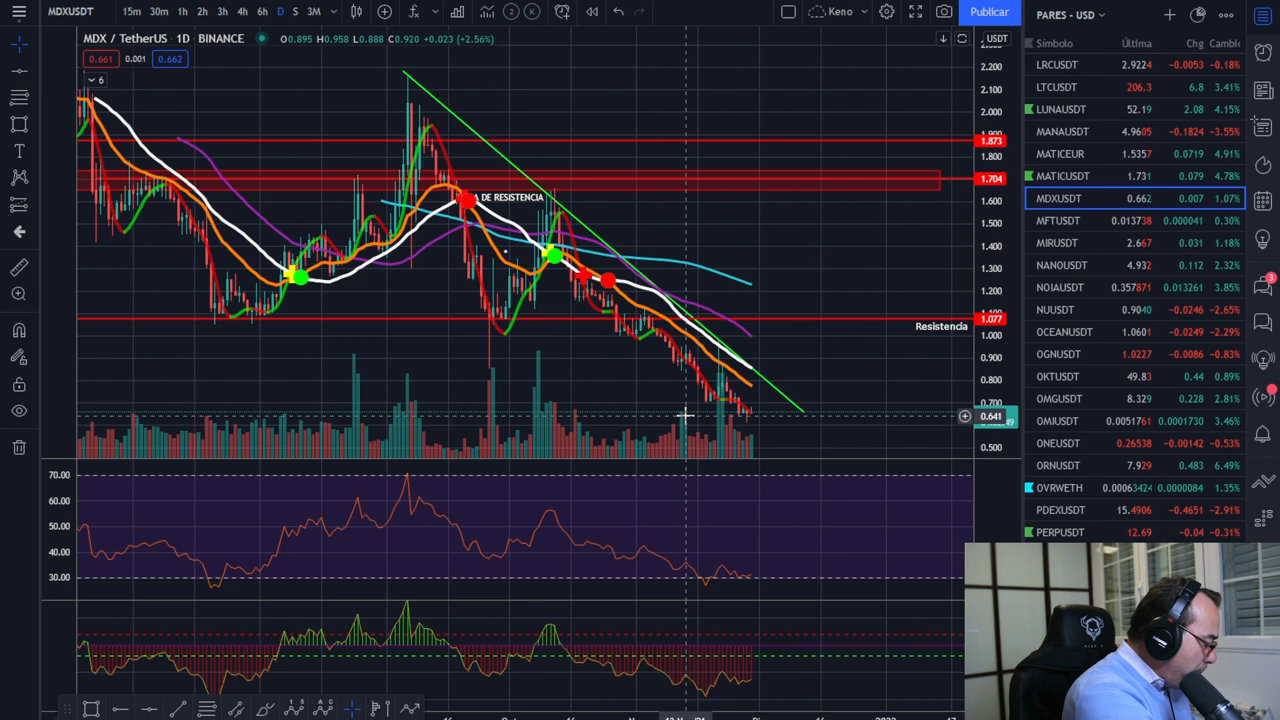 MDXUSDT 15m 30m 1h 2h 3h 4h 6h D S 3M Keno Publicar
MDX / TetherUS · 1D · BINANCE O0.895 H0.958 L0.888 C0.920 +0.023 (+2.56%) USDT
0.661 0.001 0.662
6
2.200
2.100
2.000
1.873
1.800
1.704
1.600
1.500
1.400
1.300
1.200
1.077
1.000
0.900
0.800
0.700
0.641
0.500
DE RESISTENCIA
Resistencia
70.00
60.00
50.00
40.00
30.00
16 2022 17
PARES - USD
Símbolo Última Chg Cambio
LRCUSDT 2.9224 -0.0053 -0.18%
LTCUSDT 206.3 6.8 3.41%
LUNAUSDT 52.19 2.08 4.15%
MANAUSDT 4.9605 -0.1824 -3.55%
MATICEUR 1.5357 0.0719 4.91%
MATICUSDT 1.731 0.079 4.78%
MDXUSDT 0.662 0.007 1.07%
MFTUSDT 0.013738 0.000041 0.30%
MIRUSDT 2.667 0.031 1.18%
NANOUSDT 4.932 0.112 2.32%
NOIAUSDT 0.357871 0.013261 3.85%
NUUSDT 0.9040 -0.0246 -2.65%
OCEANUSDT 1.0601 -0.0249 -2.29%
OGNUSDT 1.0227 -0.0086 -0.83%
OKTUSDT 49.83 0.44 0.89%
OMGUSDT 8.329 0.228 2.81%
OMIUSDT 0.0051761 0.0001730 3.46%
ONEUSDT 0.26538 -0.00142 -0.53%
ORNUSDT 7.929 0.483 6.49%
OVRWETH 0.00063424 0.0000084 1.35%
PDEXUSDT 15.4906 -0.4651 -2.91%
PERPUSDT 12.69 -0.04 -0.31%
3